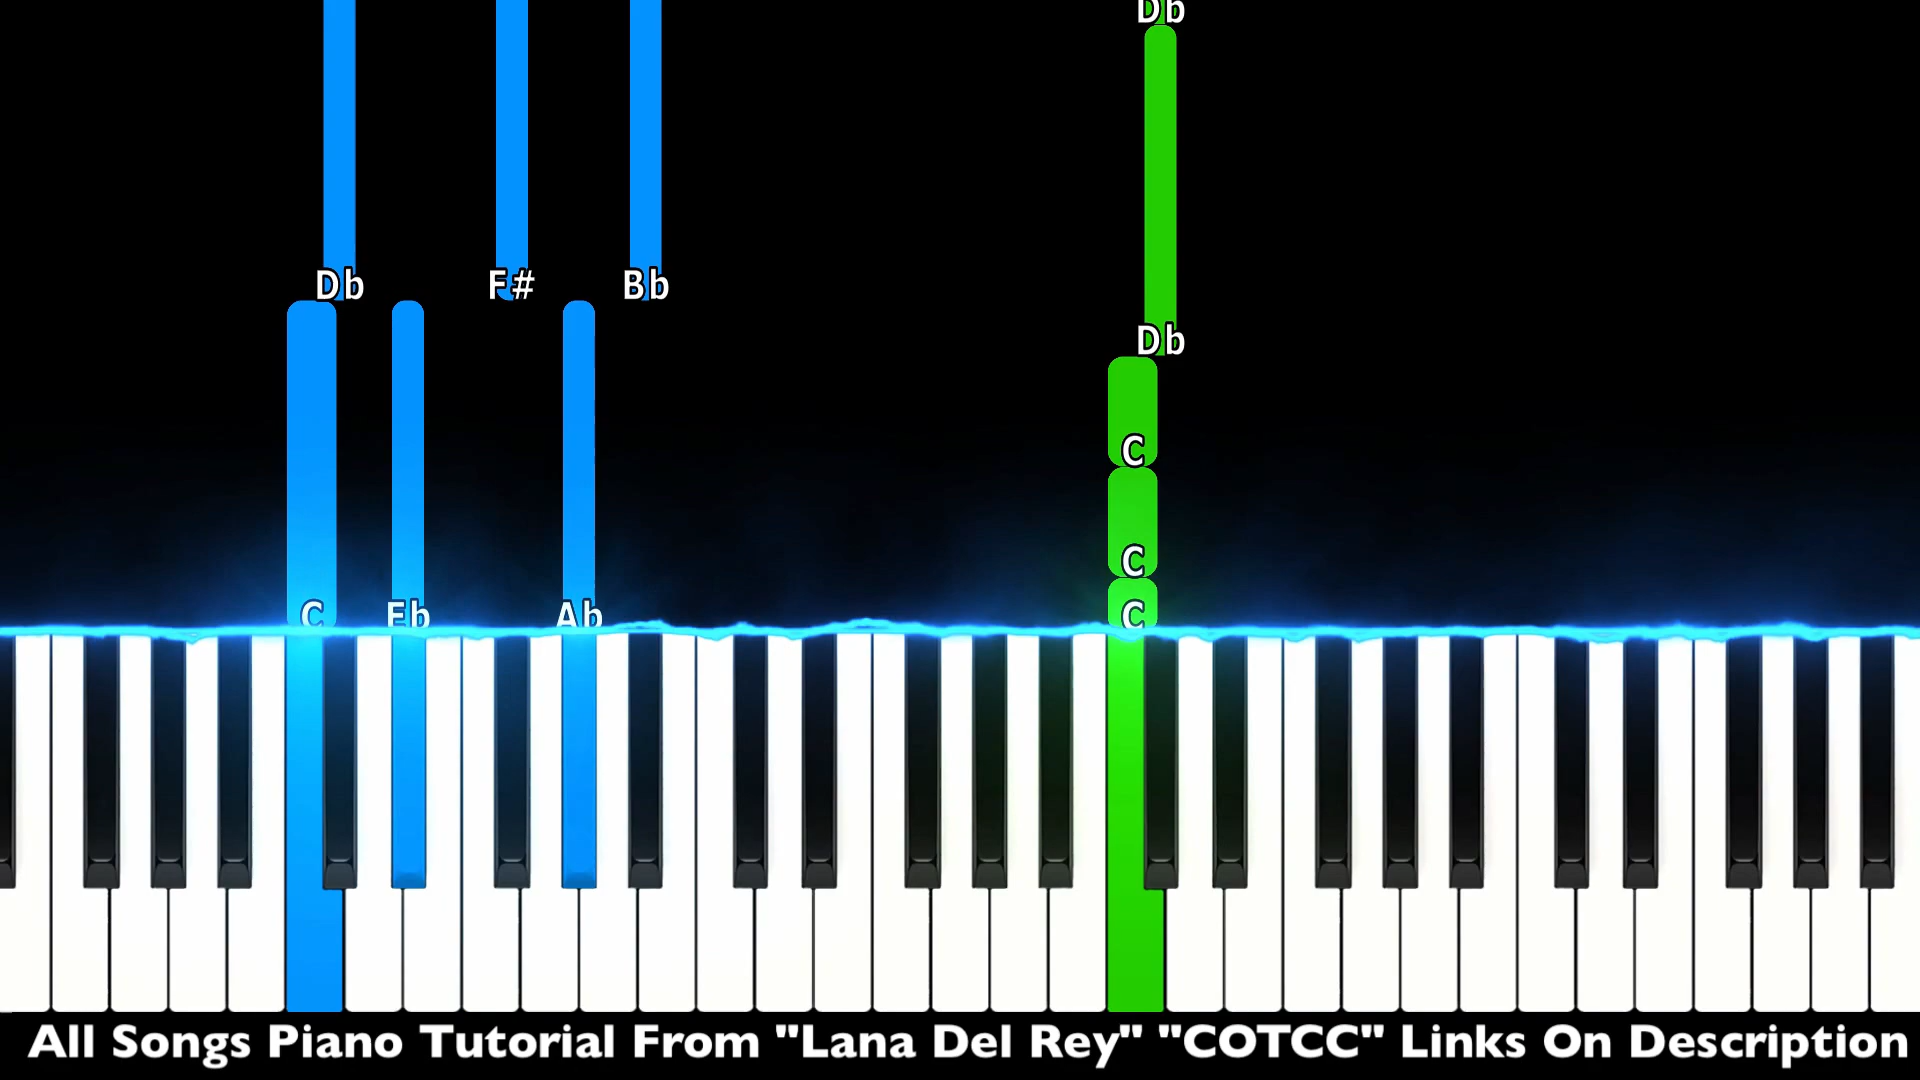 Db
Db F# Bb
Db
C
C
C Eb Ab C
All Songs Piano Tutorial From "Lana Del Rey" "COTCC" Links On Description